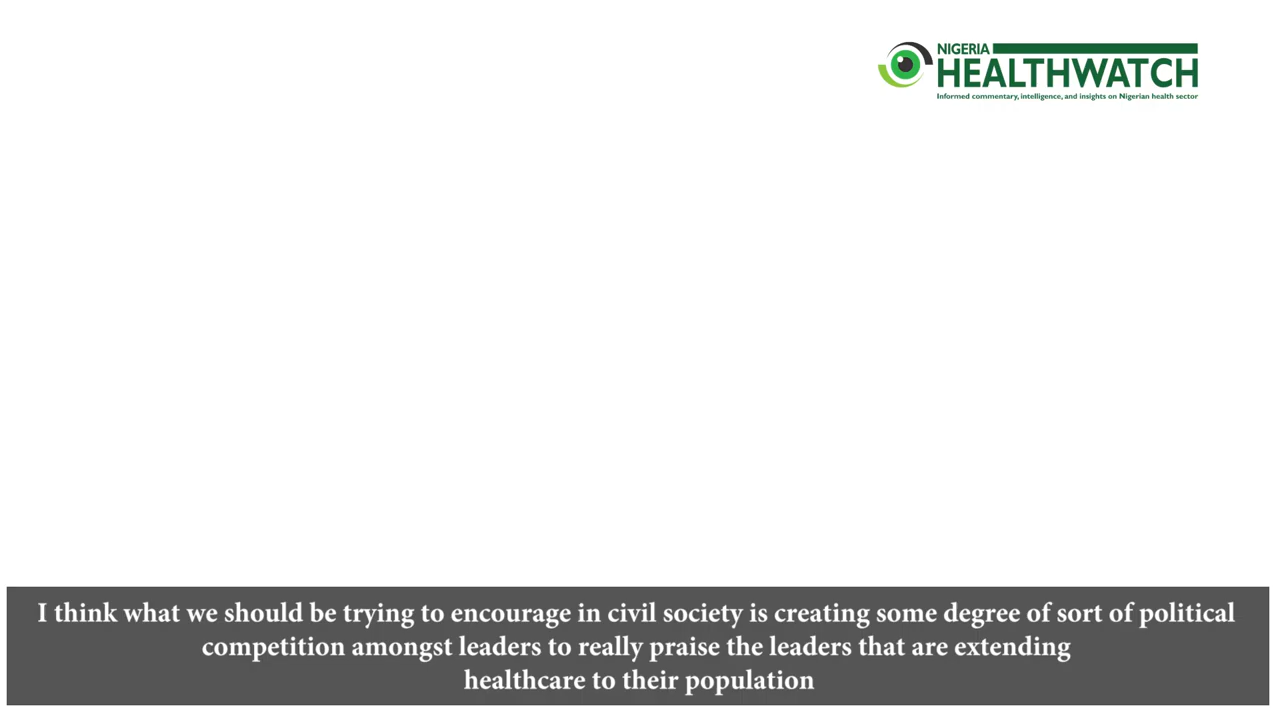 NIGERIA
HEALTHWATCH
Informed commentary, intelligence, and insights on Nigerian health sector
I think what we should be trying to encourage in civil society is creating some degree of sort of political
competition amongst leaders to really praise the leaders that are extending
healthcare to their population